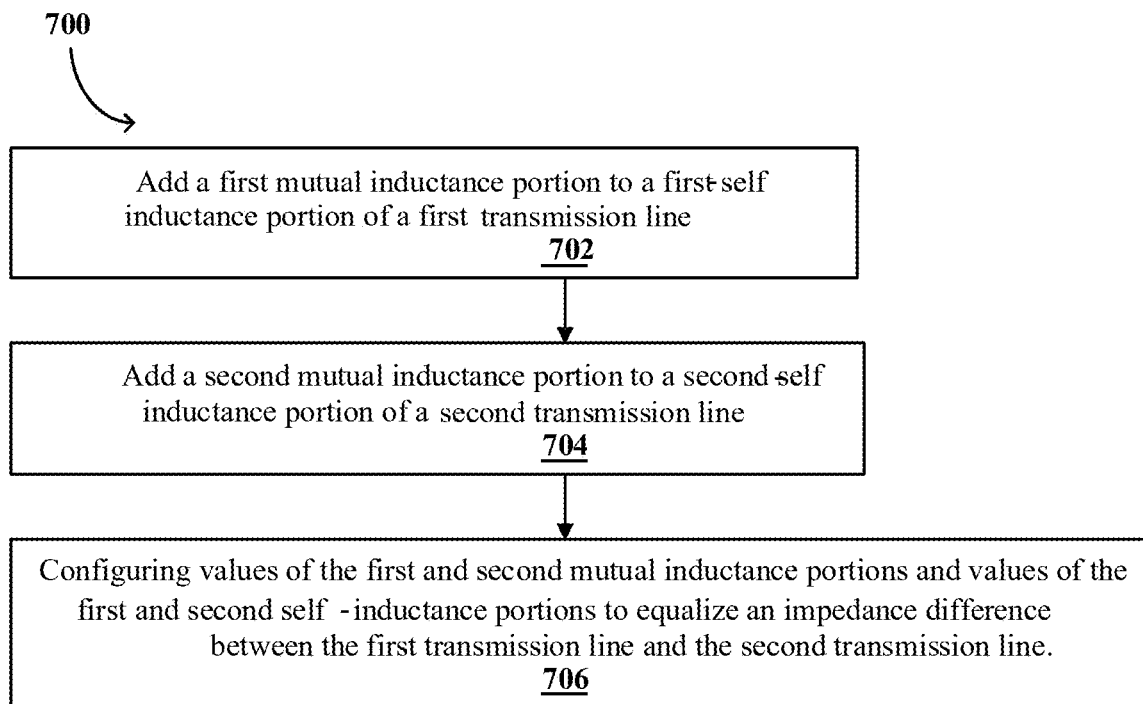 700
Add a first mutual inductance portion to a first-self
inductance portion of a first transmission line
702
Add a second mutual inductance portion to a second-self
inductance portion of a second transmission line
704
Configuring values of the first and second mutual inductance portions and values of the
first and second self -inductance portions to equalize an impedance difference
between the first transmission line and the second transmission line.
706